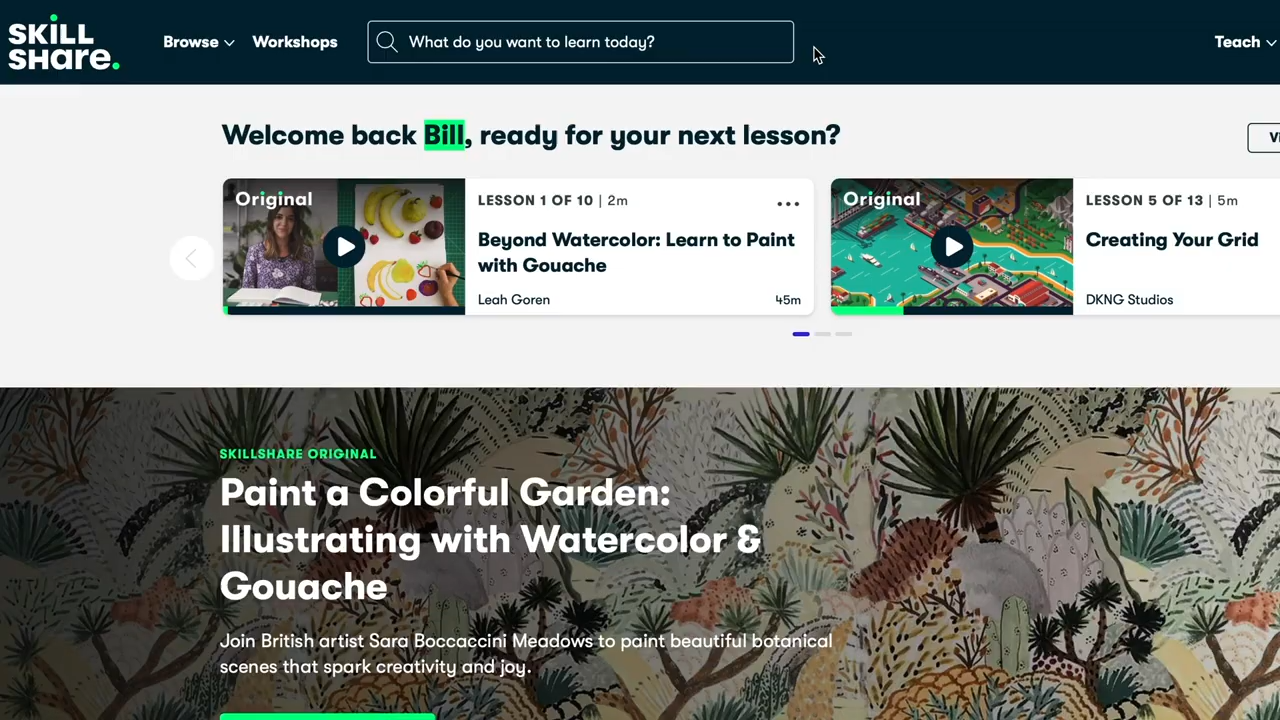 SKILL
SHARE.
Browse
Workshops
What do you want to learn today?
Teach
Welcome back Bill, ready for your next lesson?
Original
LESSON 1 OF 10 | 2m
Beyond Watercolor: Learn to Paint
with Gouache
Leah Goren
45m
Original
LESSON 5 OF 13 | 5m
Creating Your Grid
DKNG Studios
SKILLSHARE ORIGINAL
Paint a Colorful Garden:
Illustrating with Watercolor &
Gouache
Join British artist Sara Boccaccini Meadows to paint beautiful botanical
scenes that spark creativity and joy.